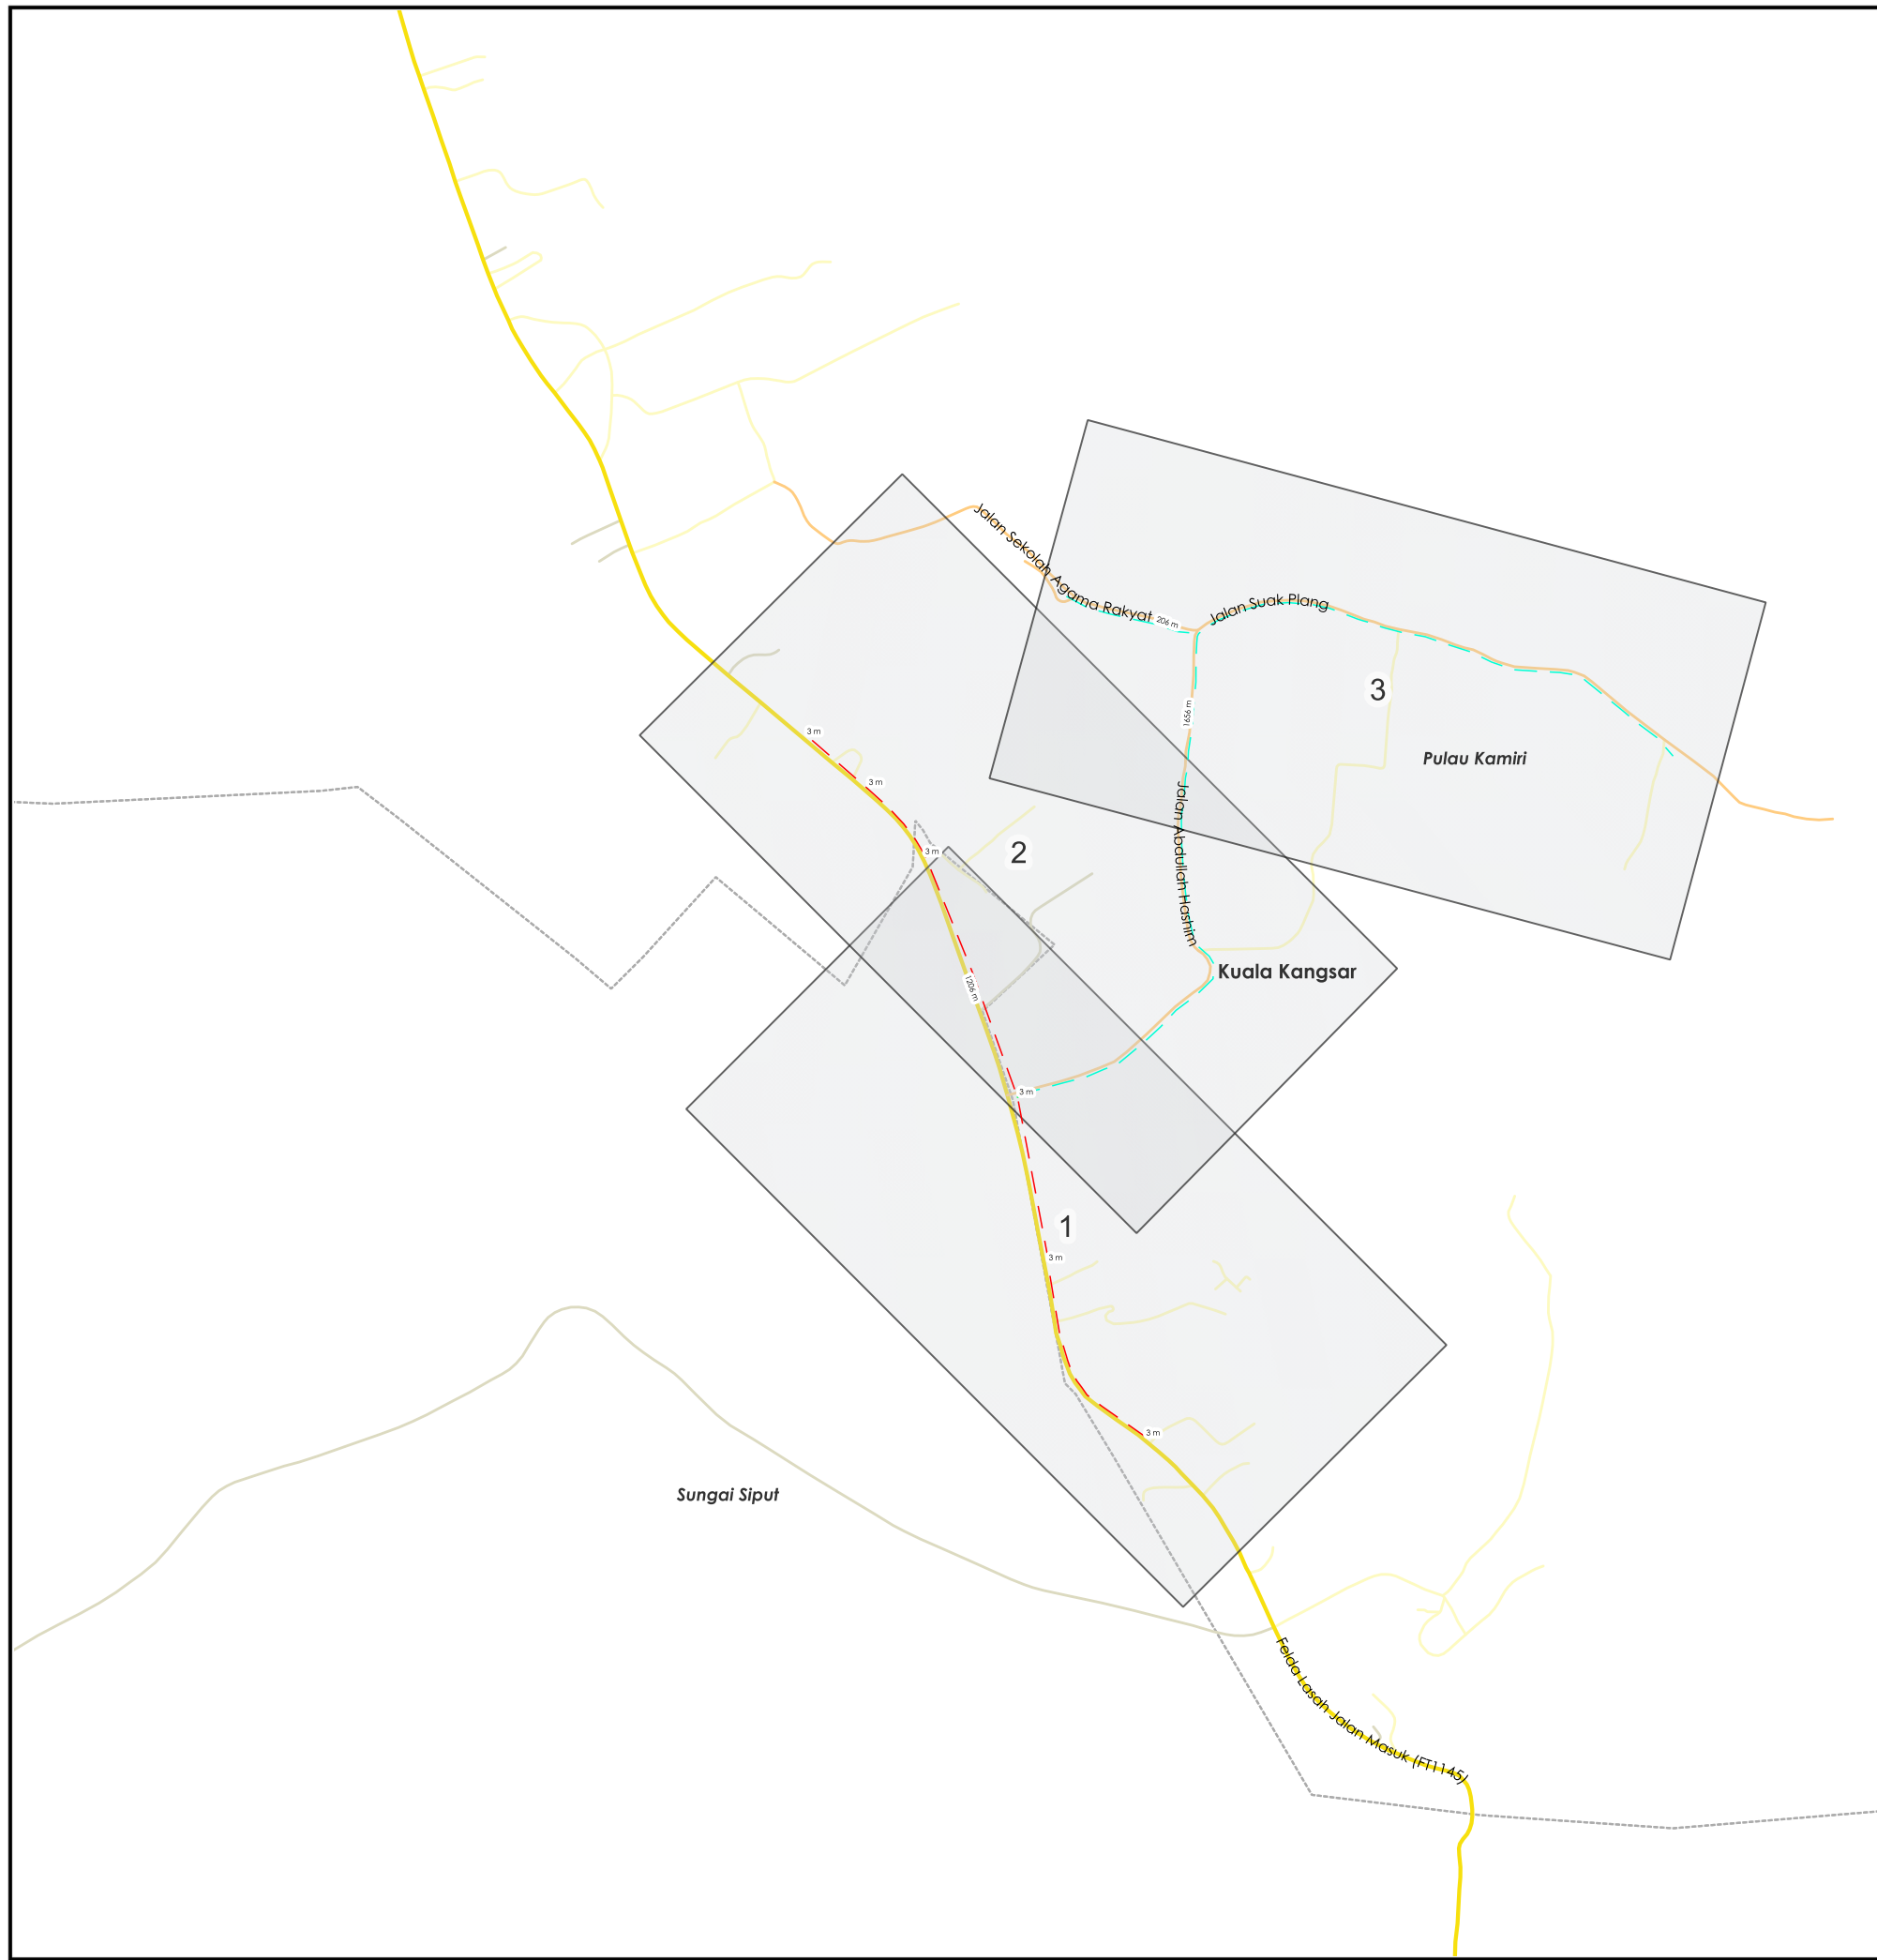 Jalan Sekolah Agama Rakyat
206 m
Jalan Suak Plang
3
1656 m
3 m
Pulau Kamiri
3 m
Jalan Abdullah Hashim
3 m
2
Kuala Kangsar
1206 m
3 m
1
3 m
3 m
Sungai Siput
Felda Lasah Jalan Masuk (FT1145)